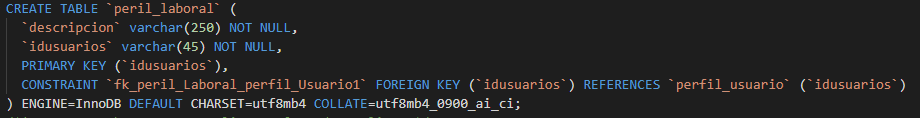 CREATE TABLE `peril_laboral` (
`descripcion` varchar(250) NOT NULL,
`idusuarios` varchar(45) NOT NULL,
PRIMARY KEY (`idusuarios`),
CONSTRAINT `fk_peril_Laboral_perfil_Usuario1` FOREIGN KEY (`idusuarios`) REFERENCES `perfil_usuario` (`idusuarios`)
) ENGINE=InnoDB DEFAULT CHARSET=utf8mb4 COLLATE=utf8mb4_0900_ai_ci;